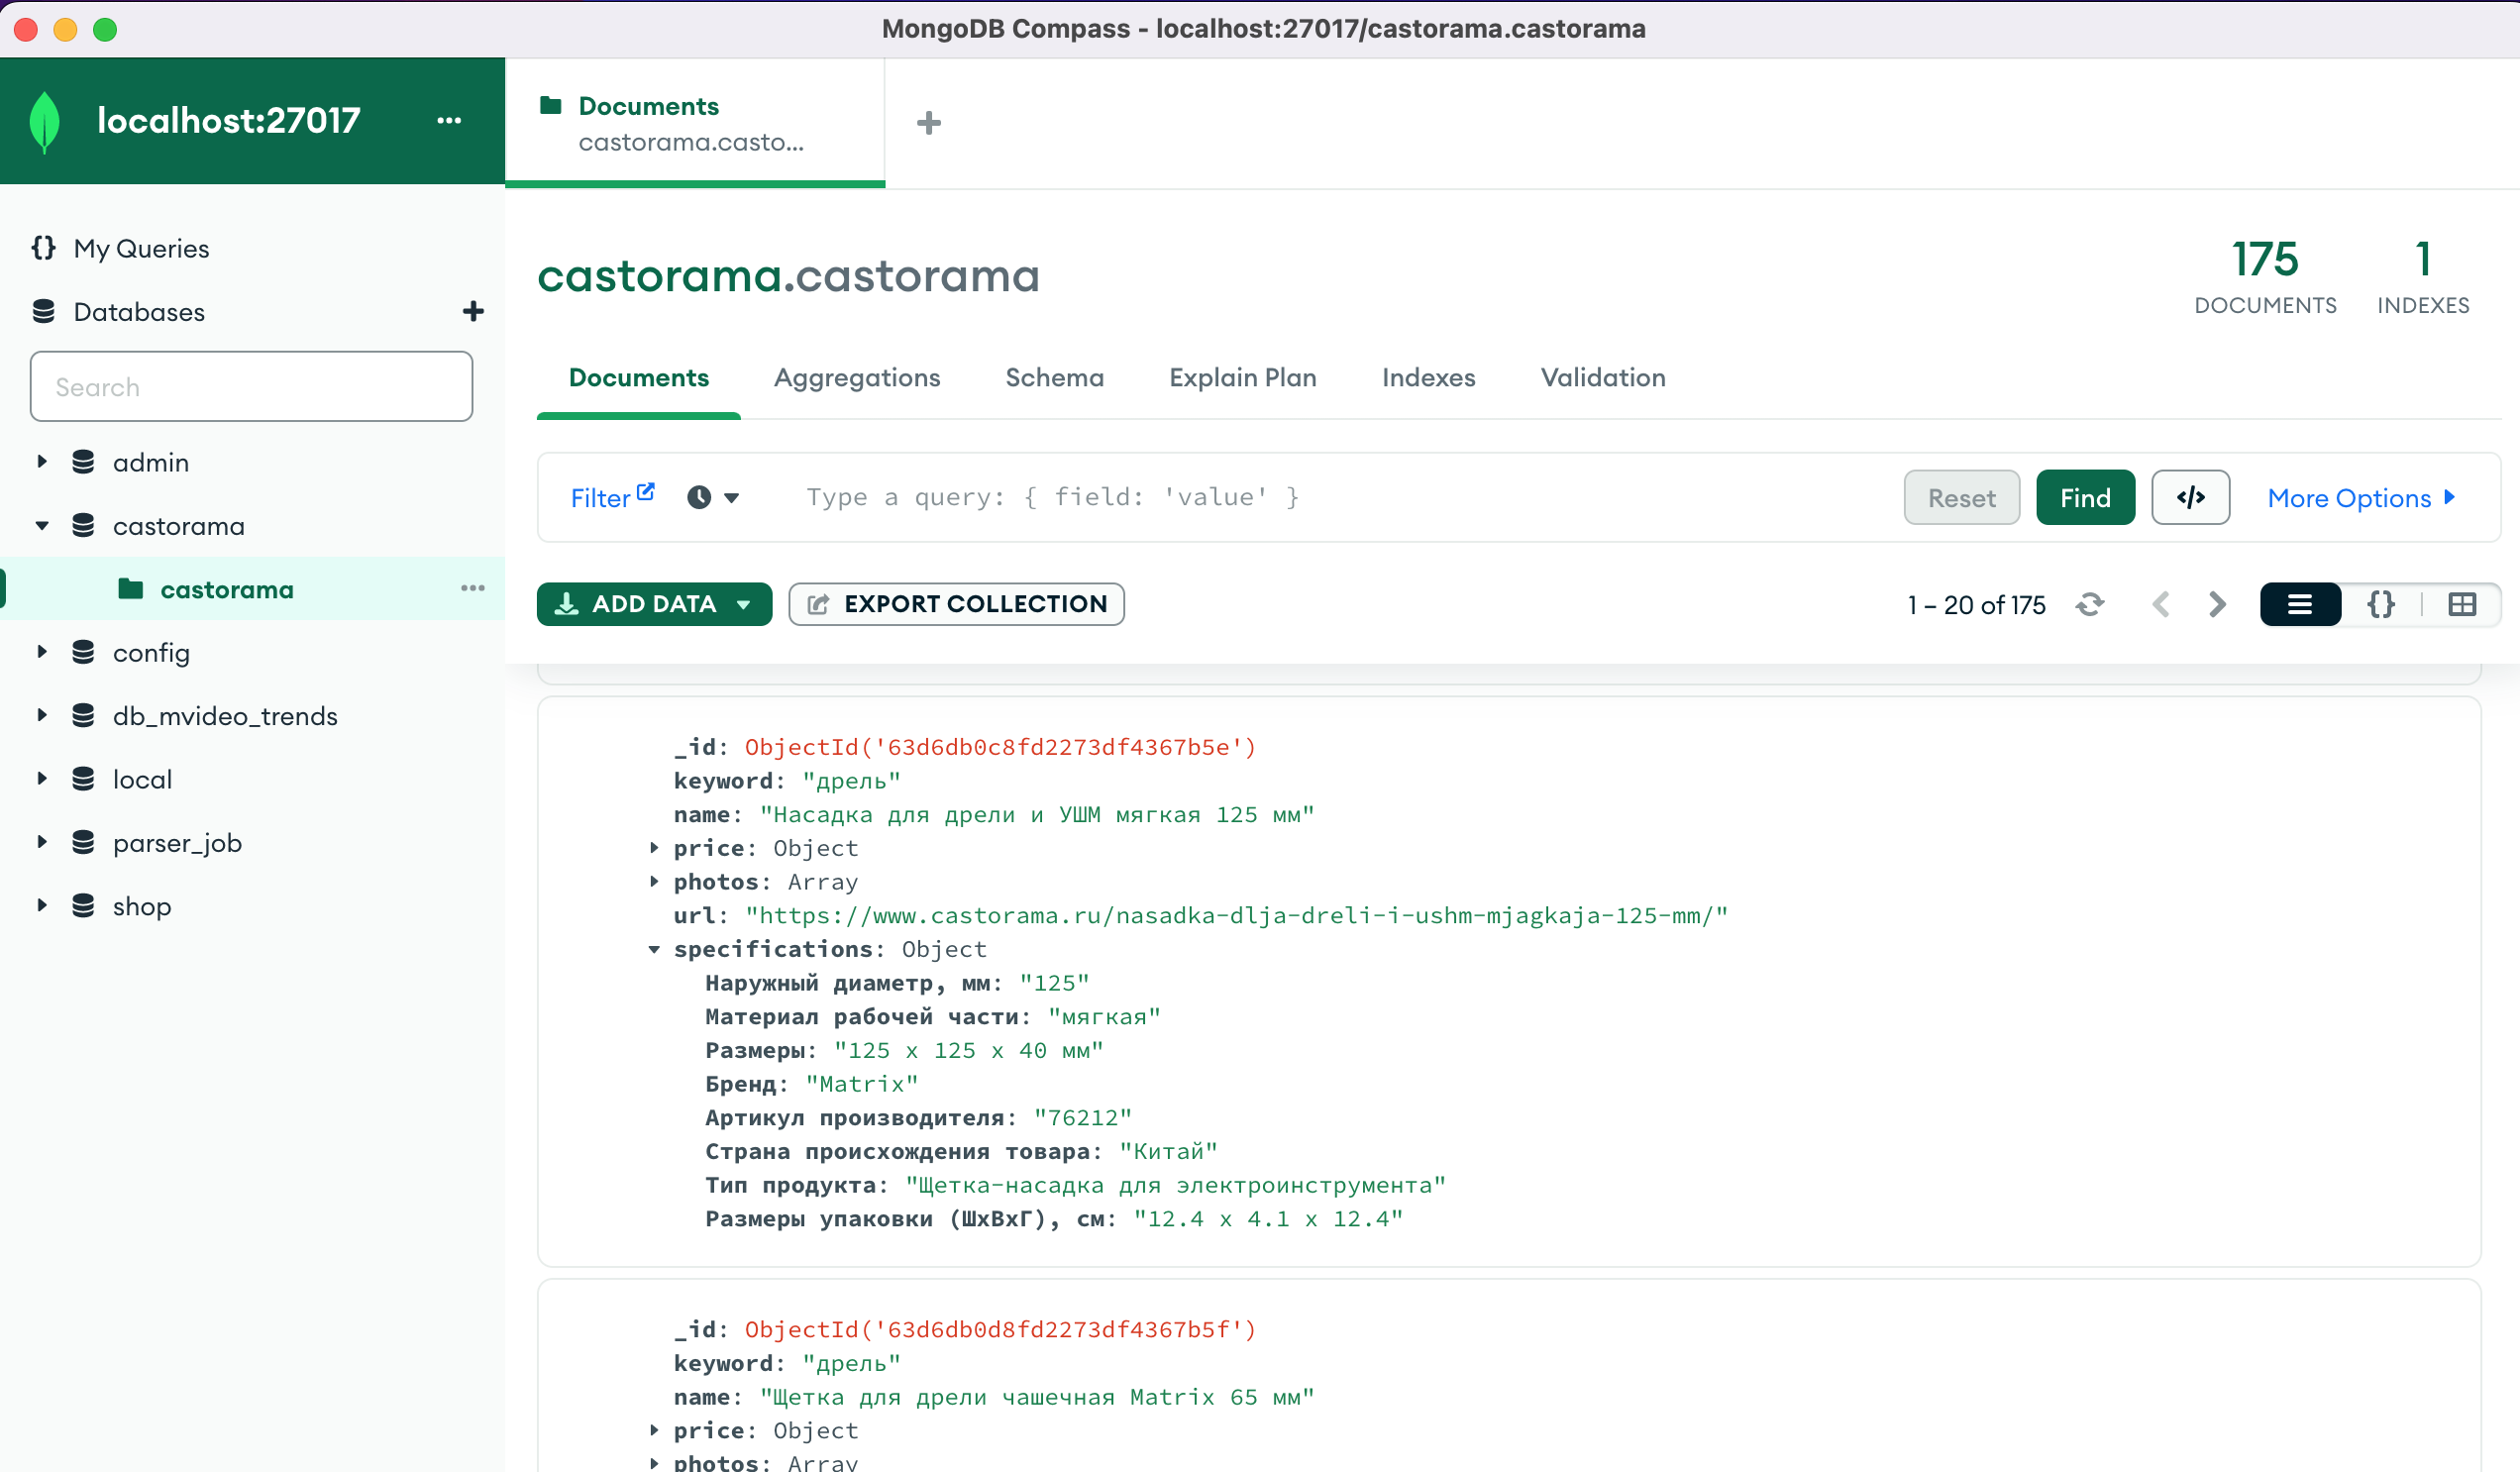 MongoDB Compass - localhost:27017/castorama.castorama
localhost:27017
Documents
castorama.casto...
My Queries
Databases
Search
admin
castorama
castorama
config
db_mvideo_trends
local
parser_job
shop
castorama.castorama
175
DOCUMENTS
1
INDEXES
Documents Aggregations Schema Explain Plan Indexes Validation
Filter Type a query: { field: 'value' } Reset Find </> More Options
ADD DATA EXPORT COLLECTION 1 – 20 of 175 {}
_id: ObjectId('63d6db0c8fd2273df4367b5e')
keyword: "дрель"
name: "Насадка для дрели и УШМ мягкая 125 мм"
price: Object
photos: Array
url: "https://www.castorama.ru/nasadka-dlja-dreli-i-ushm-mjagkaja-125-mm/"
specifications: Object
Наружный диаметр, мм: "125"
Материал рабочей части: "мягкая"
Размеры: "125 x 125 x 40 мм"
Бренд: "Matrix"
Артикул производителя: "76212"
Страна происхождения товара: "Китай"
Тип продукта: "Щетка-насадка для электроинструмента"
Размеры упаковки (ШхВхГ), см: "12.4 x 4.1 x 12.4"
_id: ObjectId('63d6db0d8fd2273df4367b5f')
keyword: "дрель"
name: "Щетка для дрели чашечная Matrix 65 мм"
price: Object
photos: Array